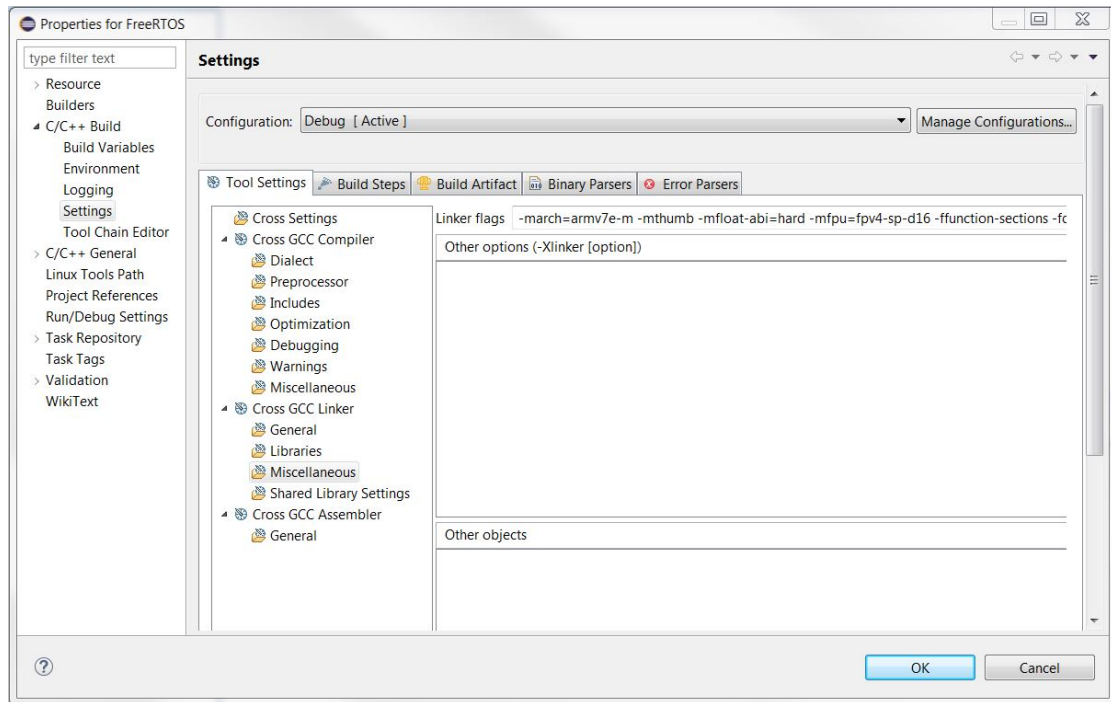 Properties for FreeRTOS
type filter text
Settings
Resource
Builders
C/C++ Build
Build Variables
Environment
Logging
Settings
Tool Chain Editor
C/C++ General
Linux Tools Path
Project References
Run/Debug Settings
Task Repository
Task Tags
Validation
WikiText
Configuration: Debug [ Active ] Manage Configurations...
Tool Settings Build Steps Build Artifact Binary Parsers Error Parsers
Cross Settings
Cross GCC Compiler
Dialect
Preprocessor
Includes
Optimization
Debugging
Warnings
Miscellaneous
Cross GCC Linker
General
Libraries
Miscellaneous
Shared Library Settings
Cross GCC Assembler
General
Linker flags -march=armv7e-m -mthumb -mfloat-abi=hard -mfpu=fpv4-sp-d16 -ffunction-sections
Other options (-Xlinker [option])
Other objects
OK Cancel